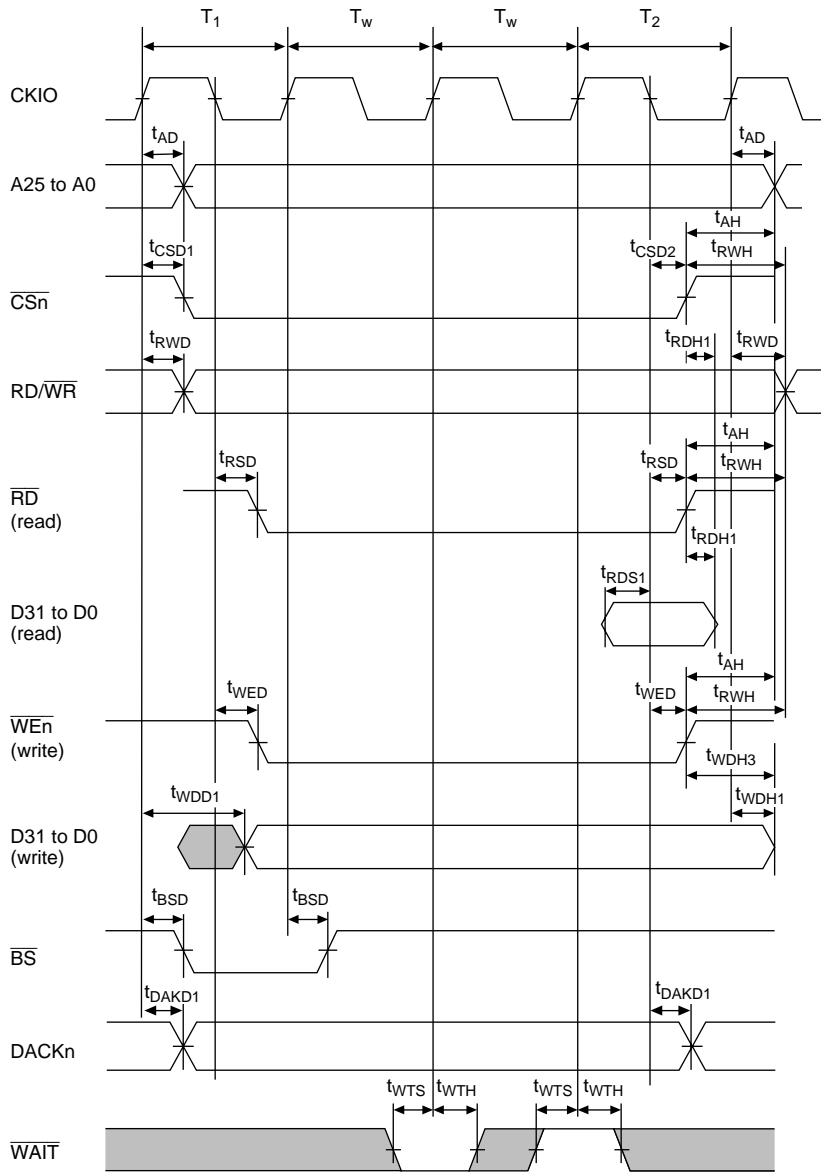 T1 Tw Tw T2
CKIO
tAD tAD
A25 to A0
tAH
tCSD1 tCSD2 tRWH
CSn
tRWD tRDH1 tRWD
RD/WR
tAH
tRSD tRSD tRWH
RD
(read)
tRDH1
tRDS1
D31 to D0
(read)
tAH
tWED tWED tRWH
WEn
(write)
tWDH3
tWDD1 tWDH1
D31 to D0
(write)
tBSD tBSD
BS
tDAKD1 tDAKD1
DACKn
tWTS tWTH tWTS tWTH
WAIT